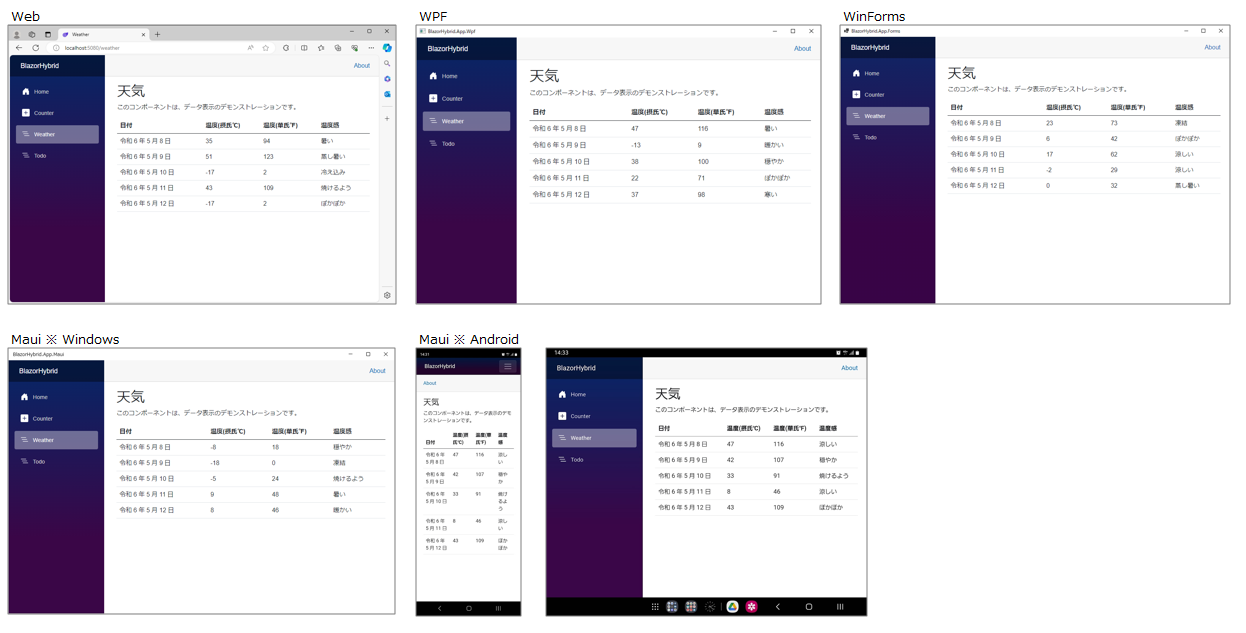 Web
Weather
localhost:5080/weather
BlazorHybrid
About
Home
Counter
Weather
Todo
天気
このコンポーネントは、データ表示のデモンストレーションです。
日付 温度(摂氏℃) 温度(華氏℉) 温度感
令和 6 年 5 月 8 日 35 94 暑い
令和 6 年 5 月 9 日 51 123 蒸し暑い
令和 6 年 5 月 10 日 -17 2 冷え込み
令和 6 年 5 月 11 日 43 109 焼けるよう
令和 6 年 5 月 12 日 -17 2 ぽかぽか
WPF
BlazorHybrid.App.Wpf
BlazorHybrid
About
Home
Counter
Weather
Todo
天気
このコンポーネントは、データ表示のデモンストレーションです。
日付 温度(摂氏℃) 温度(華氏℉) 温度感
令和 6 年 5 月 8 日 47 116 暑い
令和 6 年 5 月 9 日 -13 9 暖かい
令和 6 年 5 月 10 日 38 100 穏やか
令和 6 年 5 月 11 日 22 71 ぽかぽか
令和 6 年 5 月 12 日 37 98 寒い
WinForms
BlazorHybrid.App.Forms
BlazorHybrid
About
Home
Counter
Weather
Todo
天気
このコンポーネントは、データ表示のデモンストレーションです。
日付 温度(摂氏℃) 温度(華氏℉) 温度感
令和 6 年 5 月 8 日 23 73 凍結
令和 6 年 5 月 9 日 6 42 ぽかぽか
令和 6 年 5 月 10 日 17 62 涼しい
令和 6 年 5 月 11 日 -2 29 涼しい
令和 6 年 5 月 12 日 0 32 蒸し暑い
Maui ※ Windows
BlazorHybrid.App.Maui
BlazorHybrid
About
Home
Counter
Weather
Todo
天気
このコンポーネントは、データ表示のデモンストレーションです。
日付 温度(摂氏℃) 温度(華氏℉) 温度感
令和 6 年 5 月 8 日 -8 18 穏やか
令和 6 年 5 月 9 日 -18 0 凍結
令和 6 年 5 月 10 日 -5 24 焼けるよう
令和 6 年 5 月 11 日 9 48 暑い
令和 6 年 5 月 12 日 8 46 暖かい
Maui ※ Android
14:31
BlazorHybrid
About
天気
このコンポーネントは、データ表示のデモ
ンストレーションです。
日付 温度(摂氏℃) 温度(華氏℉) 温度感
令和 6 年 5 月 8 日 47 116 涼しい
令和 6 年 5 月 9 日 42 107 穏やか
令和 6 年 5 月 10 日 33 91 焼けるよう
令和 6 年 5 月 11 日 8 46 涼しい
令和 6 年 5 月 12 日 43 109 ぽかぽか
14:33
BlazorHybrid
About
Home
Counter
Weather
Todo
天気
このコンポーネントは、データ表示のデモンストレーションです。
日付 温度(摂氏℃) 温度(華氏℉) 温度感
令和 6 年 5 月 8 日 47 116 涼しい
令和 6 年 5 月 9 日 42 107 穏やか
令和 6 年 5 月 10 日 33 91 焼けるよう
令和 6 年 5 月 11 日 8 46 涼しい
令和 6 年 5 月 12 日 43 109 ぽかぽか